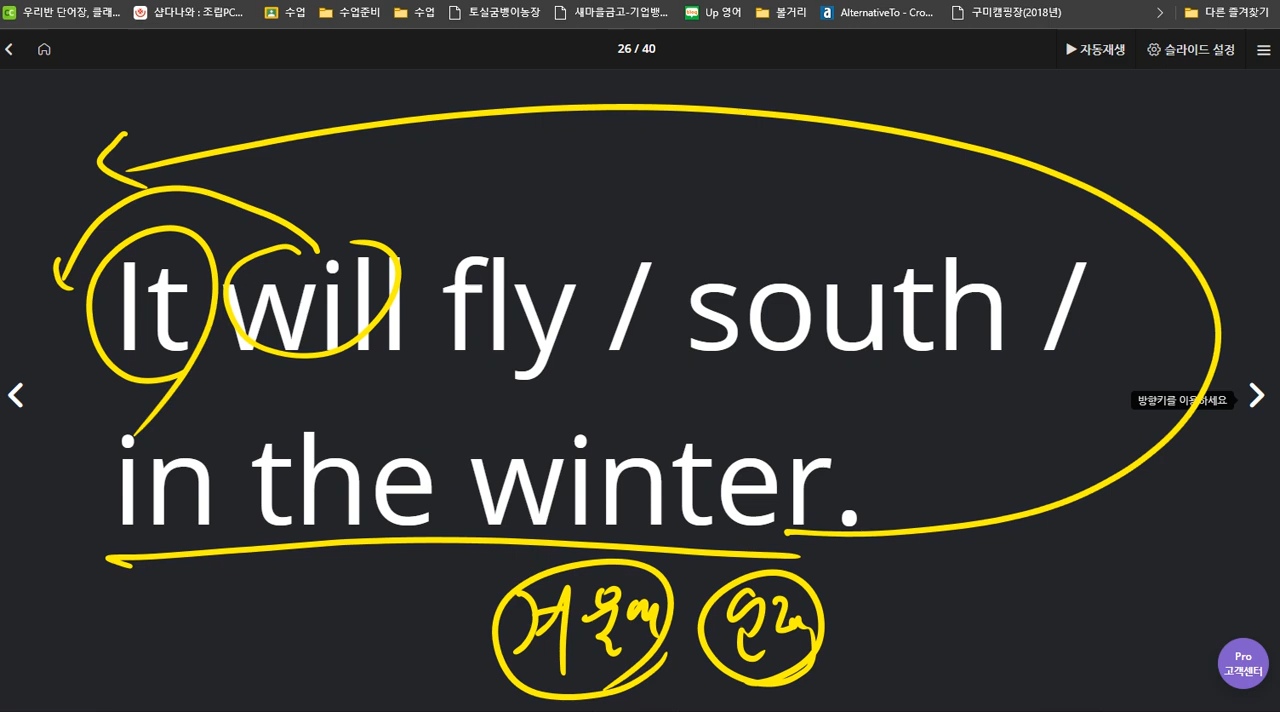 우리반 단어장, 클래... 샵다나와 : 조립PC... 수업 수업준비 수업 토실굼벵이농장 새마을금고-기업뱅... Up 영어 볼거리 AlternativeTo - Cro... 구미캠핑장(2018년) 다른 즐겨찾기
26 / 40 자동재생 슬라이드 설정
It will fly / south /
방향키를 이용하세요
in the winter.
겨울에
Pro
고객센터